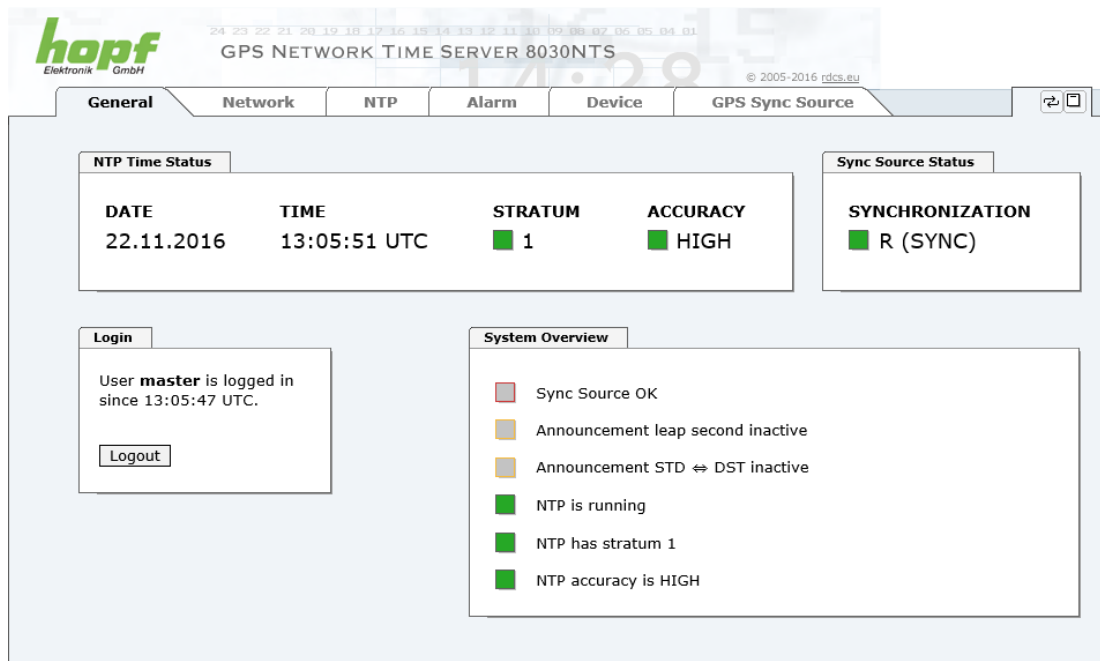 hopf
Elektronik GmbH
24 23 22 21 20 19 18 17 16 15 14 13 12 11 10 09 08 07 06 05 04 01
GPS NETWORK TIME SERVER 8030NTS
14:28
© 2005-2016 rdcs.eu
General Network NTP Alarm Device GPS Sync Source
NTP Time Status
DATE TIME STRATUM ACCURACY
22.11.2016 13:05:51 UTC 1 HIGH
Sync Source Status
SYNCHRONIZATION
R (SYNC)
Login
User master is logged in
since 13:05:47 UTC.
Logout
System Overview
Sync Source OK
Announcement leap second inactive
Announcement STD ⇔ DST inactive
NTP is running
NTP has stratum 1
NTP accuracy is HIGH